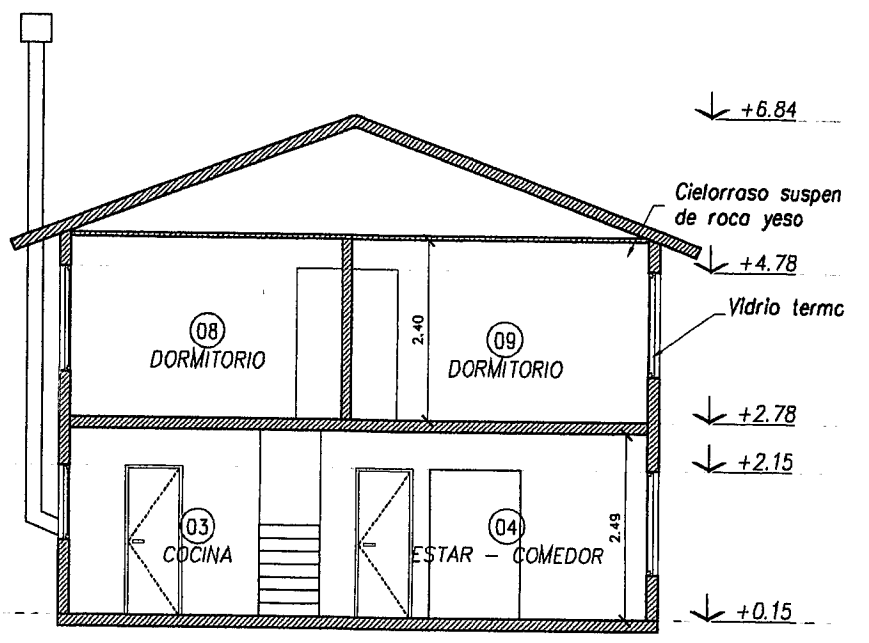 +6.84
Cielorraso suspen
de roca yeso
+4.78
Vidrio termo
08
DORMITORIO
2.40
09
DORMITORIO
+2.78
+2.15
03
COCINA
04
ESTAR - COMEDOR
2.49
+0.15